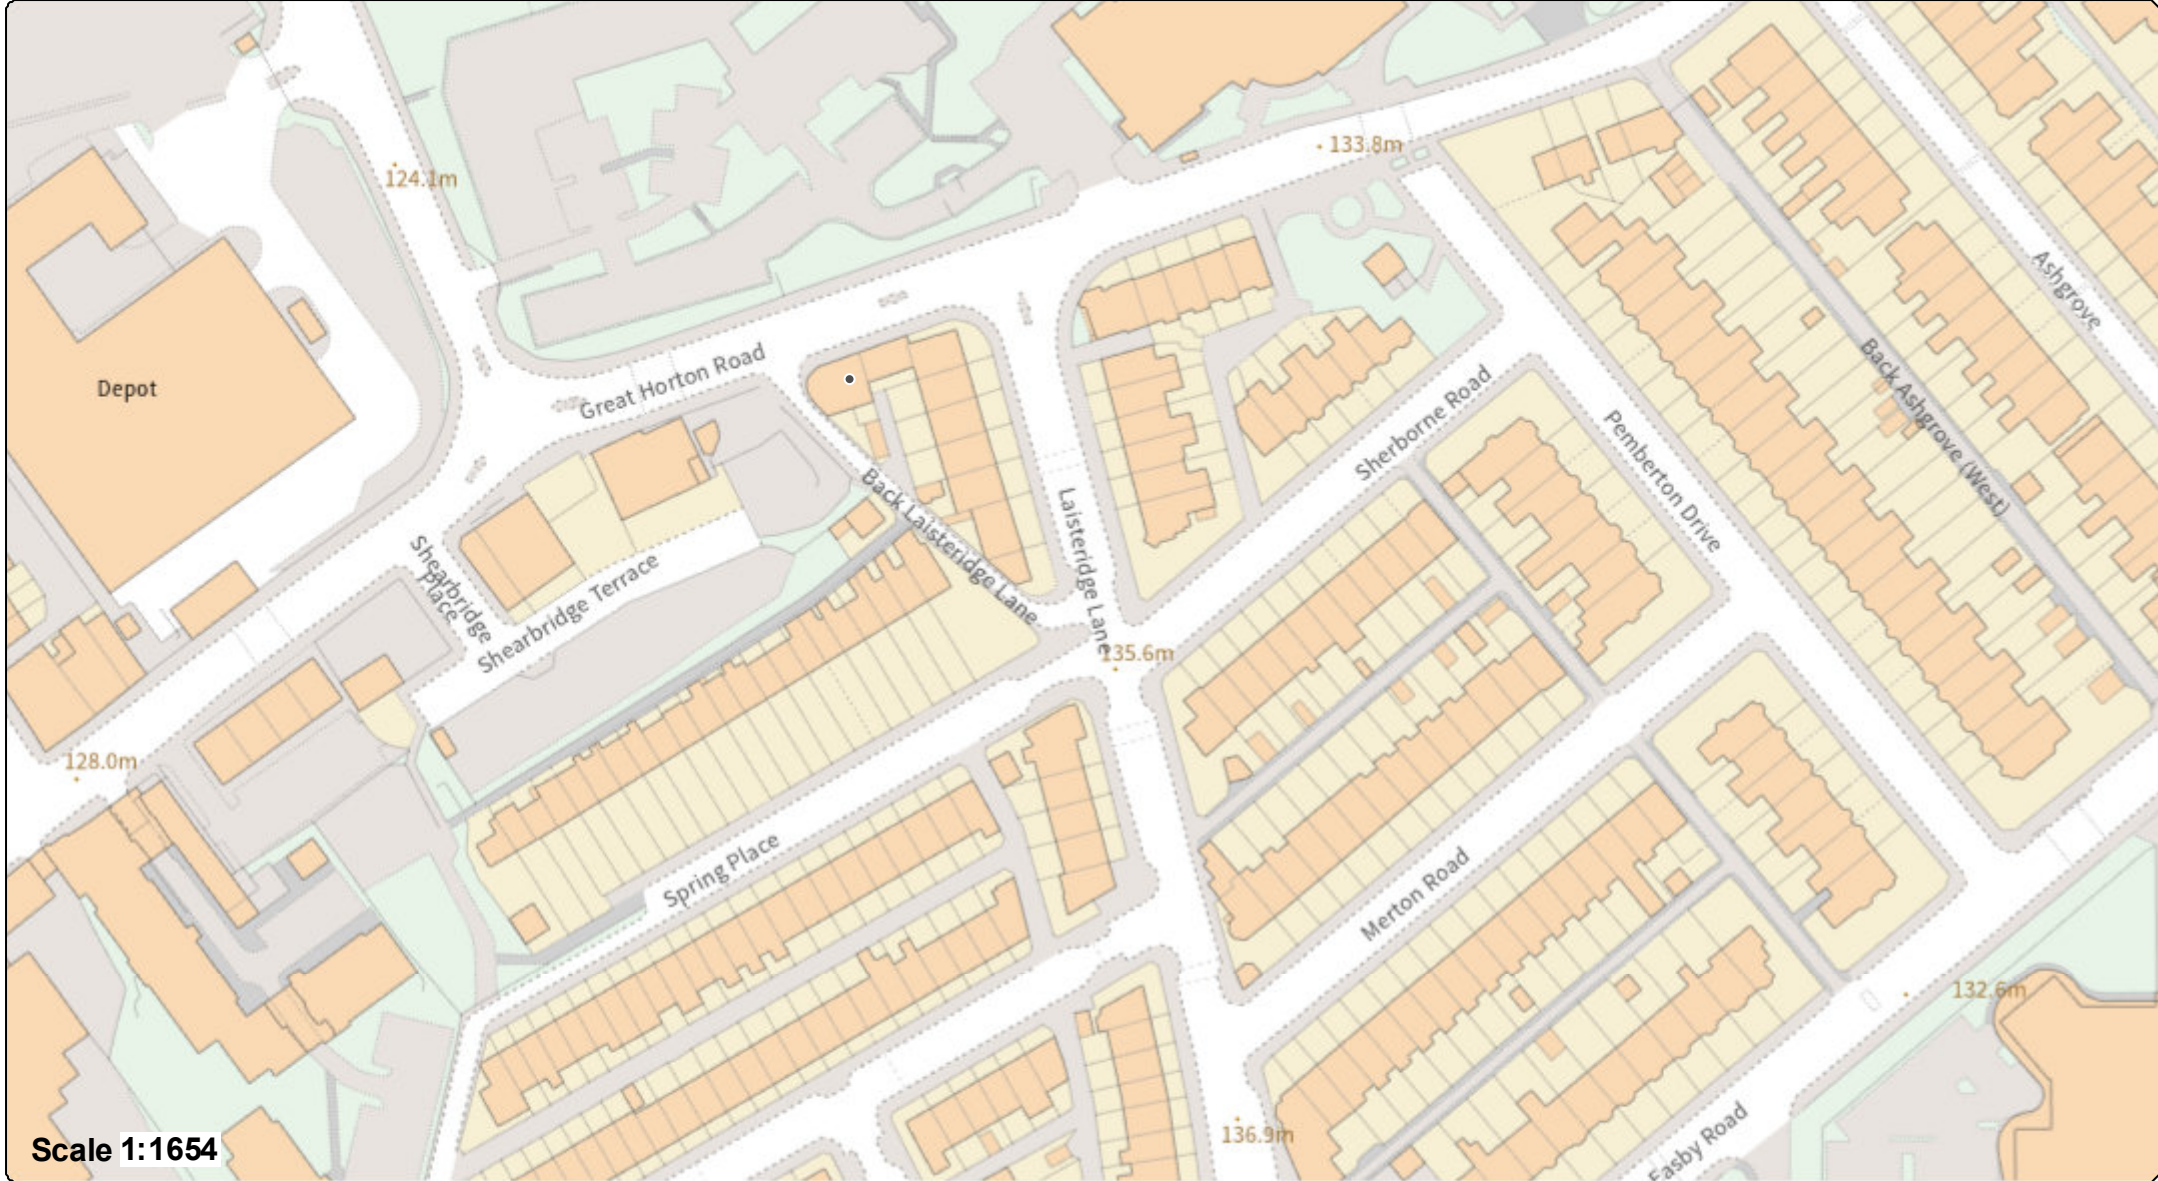 133.8m
124.1m
Ashgrove
Great Horton Road
Back Ashgrove (West)
Depot
Sherborne Road
Pemberton Drive
Back Laisteridge Lane
Laisteridge Lane
Shearbridge
Place
Shearbridge Terrace
135.6m
128.0m
Spring Place
Merton Road
132.6m
136.9m
Easby Road
Scale 1:1654